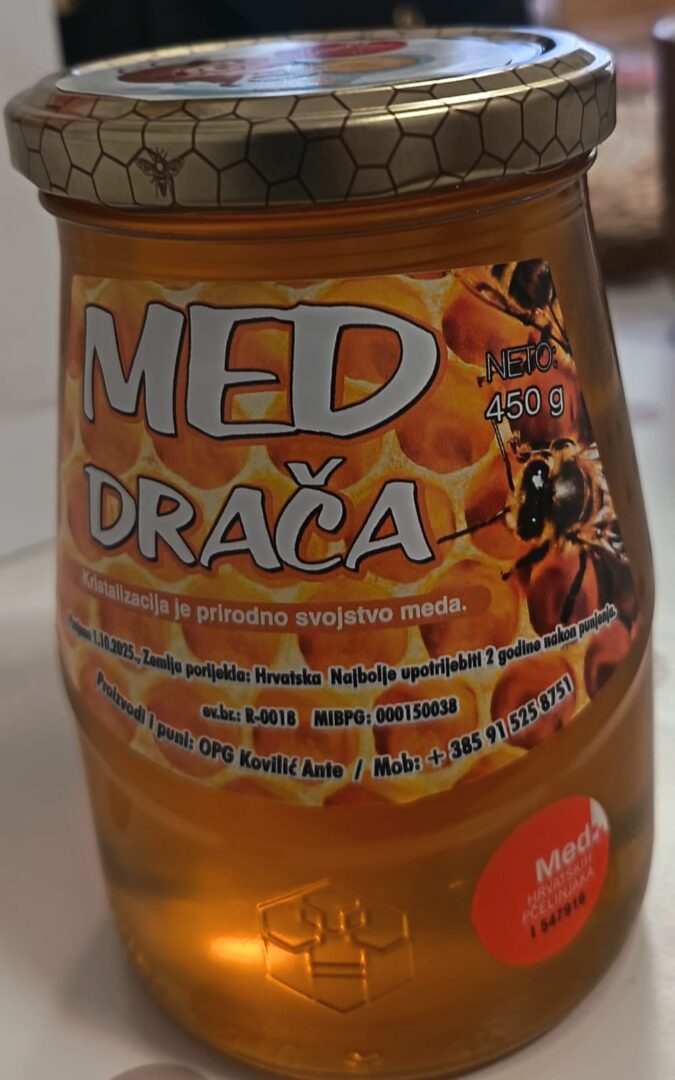 MED
DRAČA
NETO:
450 g
Kristalizacija je prirodno svojstvo meda.
1.10.2025., Zemlja porijekla: Hrvatska Najbolje upotrijebiti 2 godine nakon punjenja.
ev.br.: R-0018 MIBPG: 000150038
Proizvodi i puni: OPG Kovilić Ante / Mob: + 385 91 525 8751
Med
HRVATSKIH
PČELINJAKA
I 547916